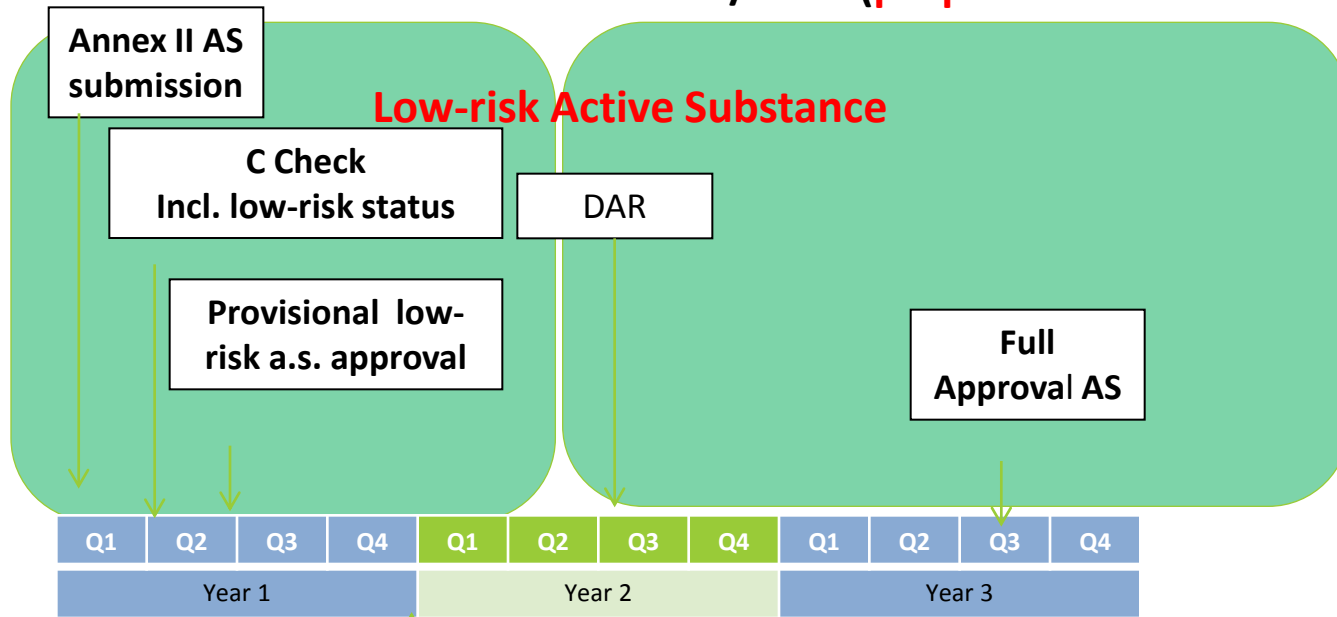 Annex II AS
submission
Low-risk Active Substance
C Check
Incl. low-risk status
DAR
Provisional low-
risk a.s. approval
Full
Approval AS
Q1 Q2 Q3 Q4 Q1 Q2 Q3 Q4 Q1 Q2 Q3 Q4
Year 1 Year 2 Year 3